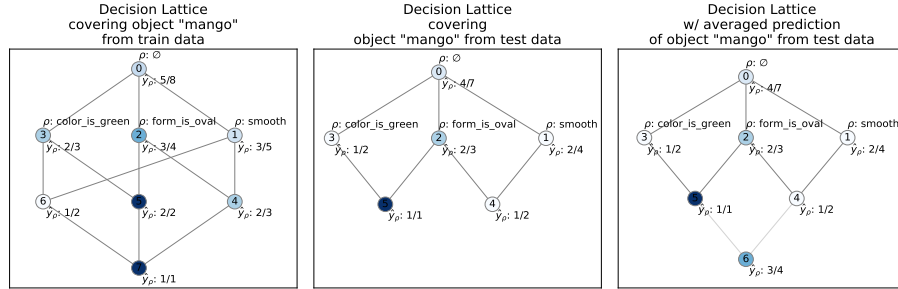 Decision Lattice
covering object "mango"
from train data
ρ: ∅
0
ŷρ: 5/8
ρ: color_is_green
3
ŷρ: 2/3
ρ: form_is_oval
2
ŷρ: 3/4
ρ: smooth
1
ŷρ: 3/5
6
ŷρ: 1/2
5
ŷρ: 2/2
4
ŷρ: 2/3
7
ŷρ: 1/1
Decision Lattice
covering
object "mango" from test data
ρ: ∅
0
ŷρ: 4/7
ρ: color_is_green
3
ŷρ: 1/2
ρ: form_is_oval
2
ŷρ: 2/3
ρ: smooth
1
ŷρ: 2/4
5
ŷρ: 1/1
4
ŷρ: 1/2
Decision Lattice
w/ averaged prediction
of object "mango" from test data
ρ: ∅
0
ŷρ: 4/7
ρ: color_is_green
3
ŷρ: 1/2
ρ: form_is_oval
2
ŷρ: 2/3
ρ: smooth
1
ŷρ: 2/4
5
ŷρ: 1/1
4
ŷρ: 1/2
6
ŷρ: 3/4